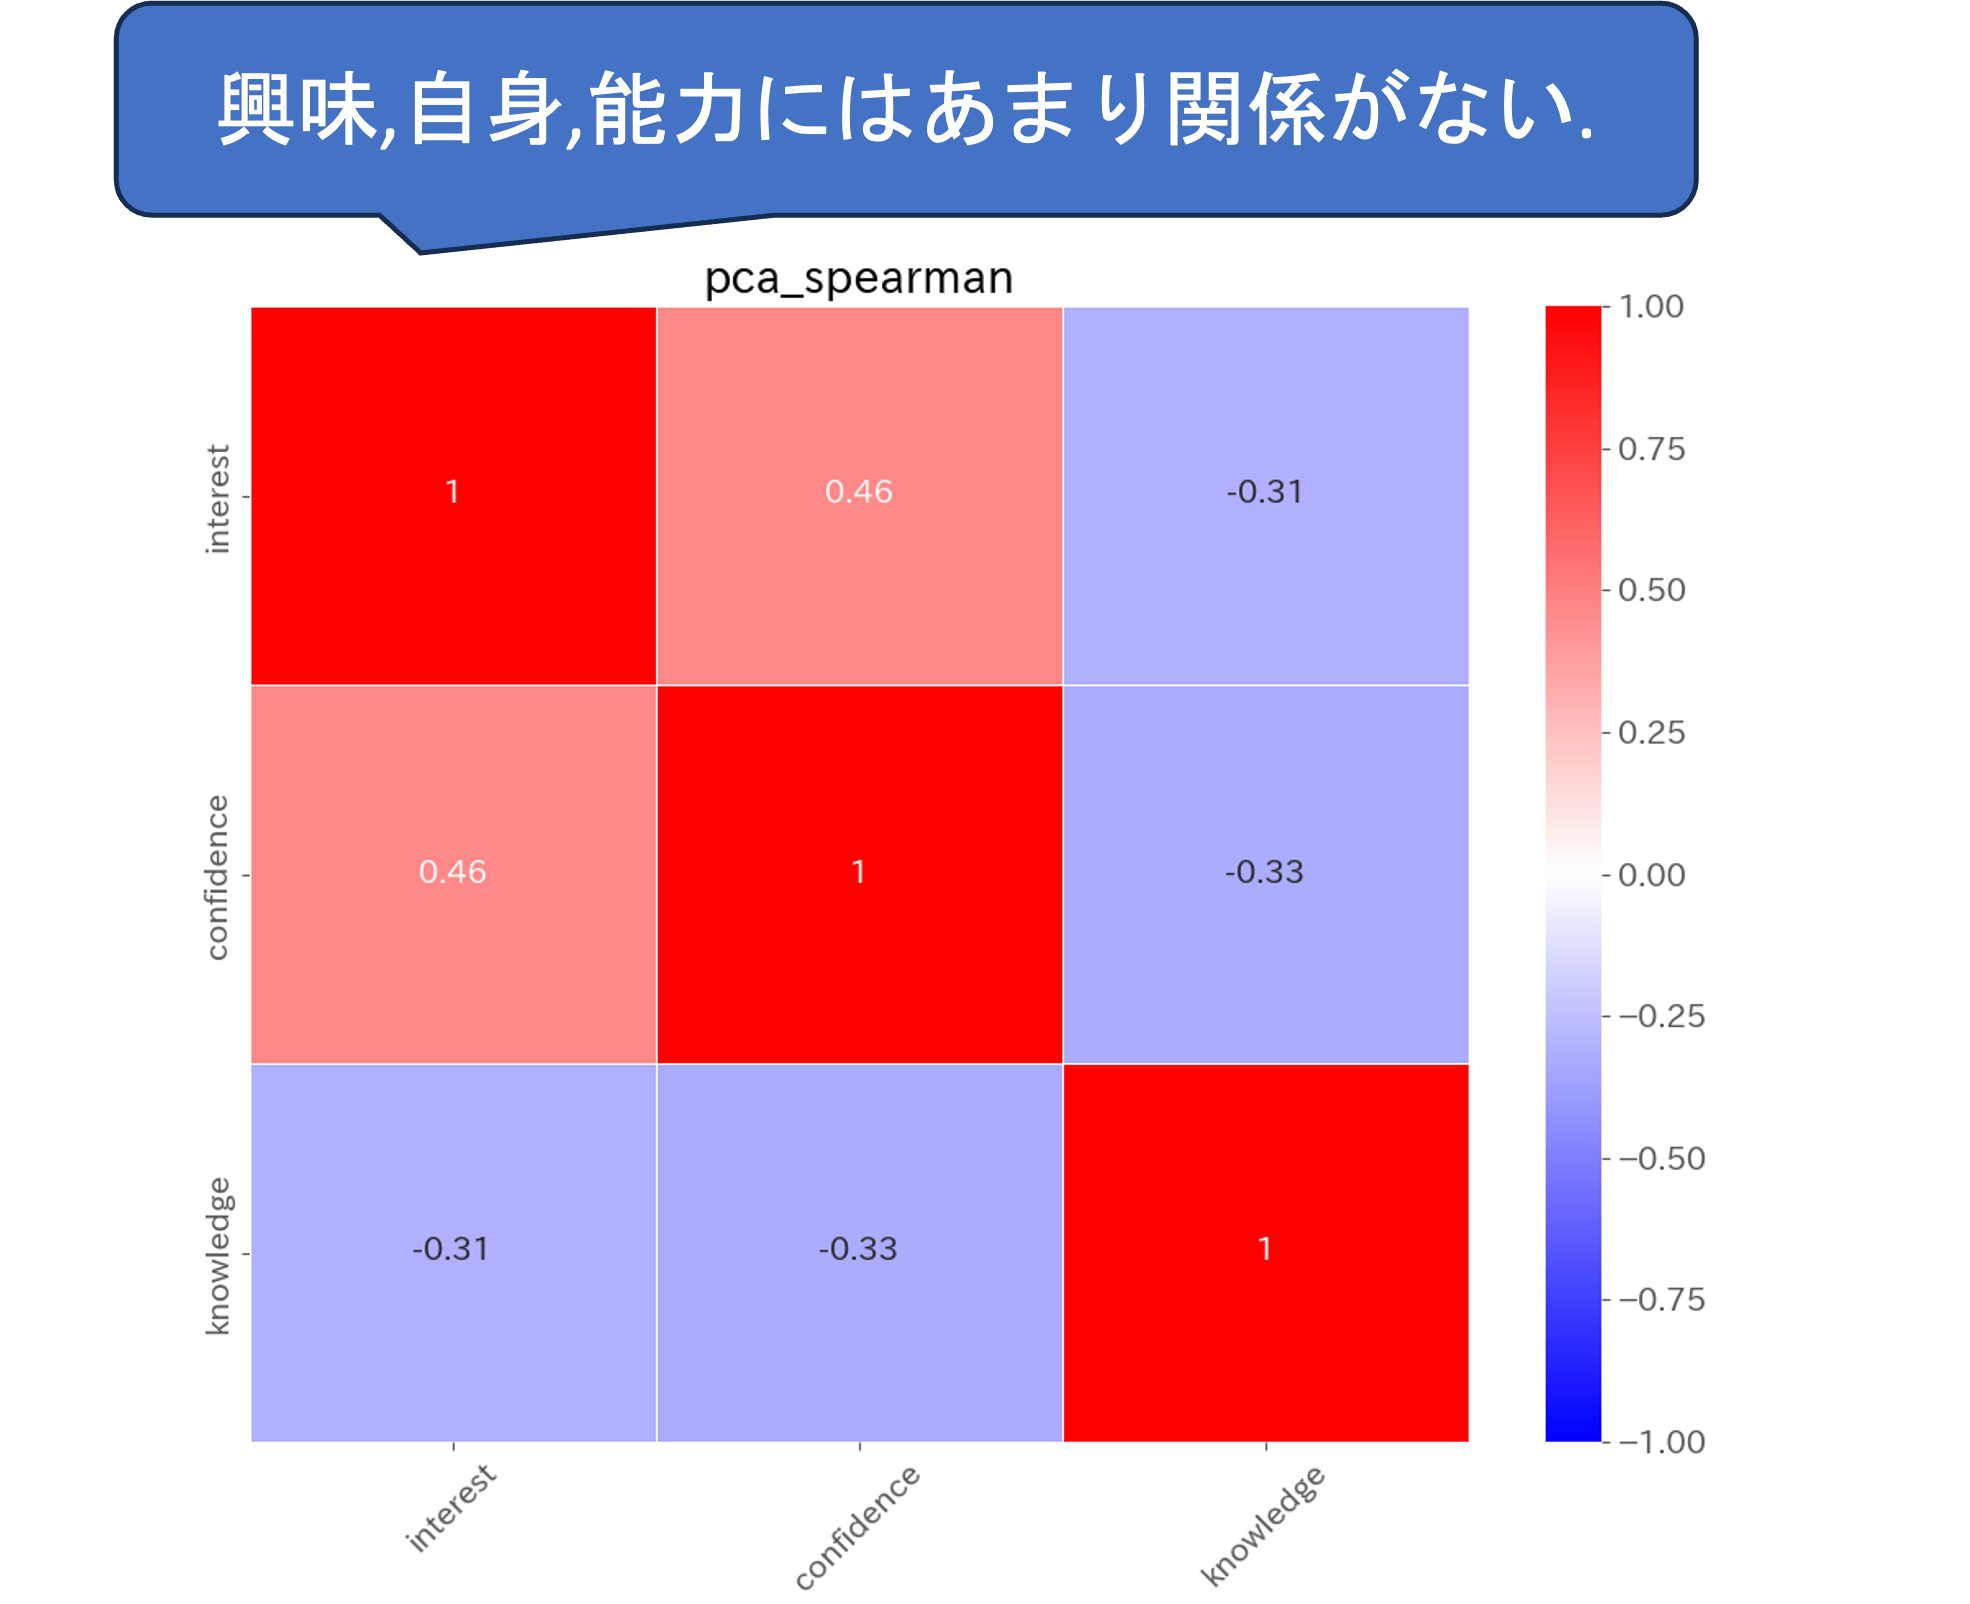 興味,自身,能力にはあまり関係がない.
pca_spearman
interest
1
0.46
-0.31
confidence
0.46
1
-0.33
knowledge
-0.31
-0.33
1
interest
confidence
knowledge
1.00
0.75
0.50
0.25
0.00
−0.25
−0.50
−0.75
−1.00